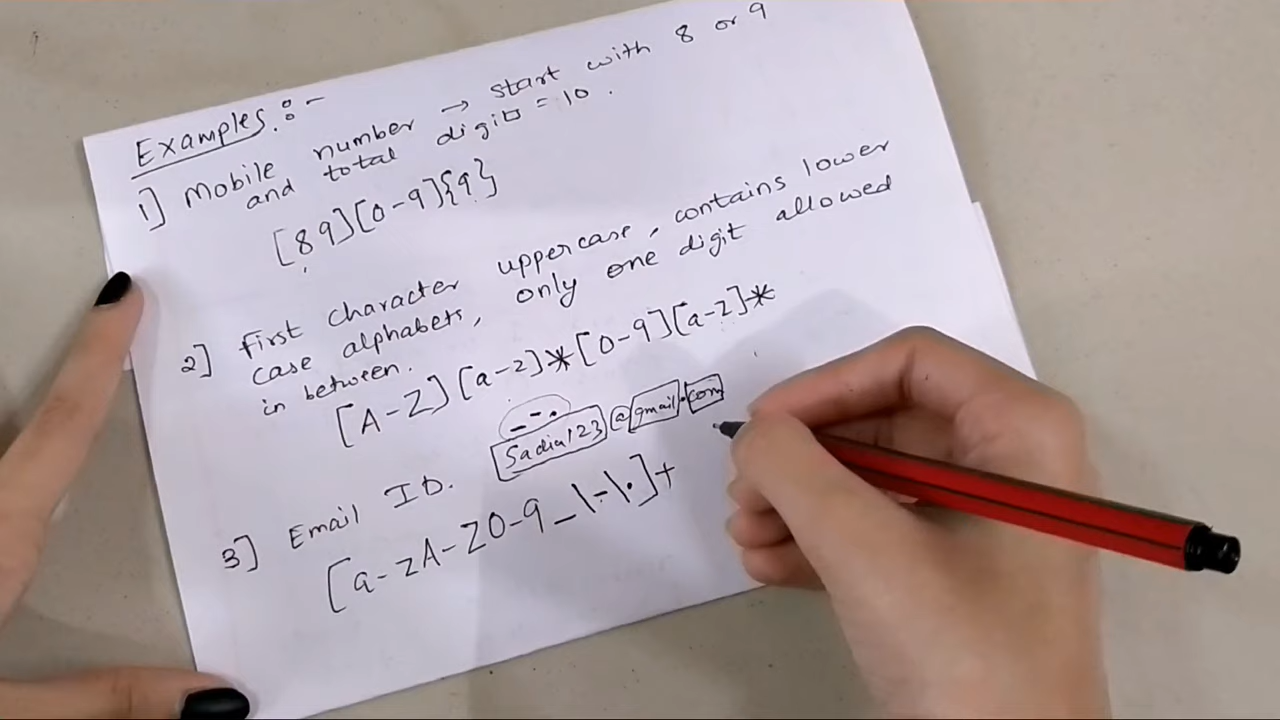 Examples :-
1] Mobile number → start with 8 or 9
and total digits = 10.
[89][0-9]{9}
2] first character uppercase, contains lower
case alphabets, only one digit allowed
in between.
[A-Z][a-z]*[0-9][a-z]*
3] Email ID. Sadia123@gmail.com
[a-zA-Z0-9_\-\.]+